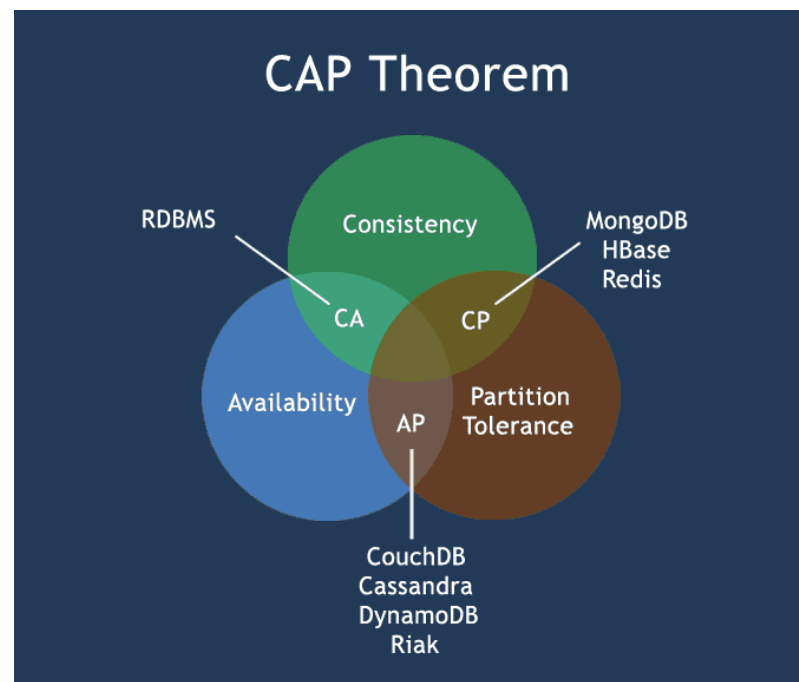 CAP Theorem
Consistency
RDBMS
MongoDB
HBase
Redis
CA
CP
Availability
Partition
Tolerance
AP
CouchDB
Cassandra
DynamoDB
Riak